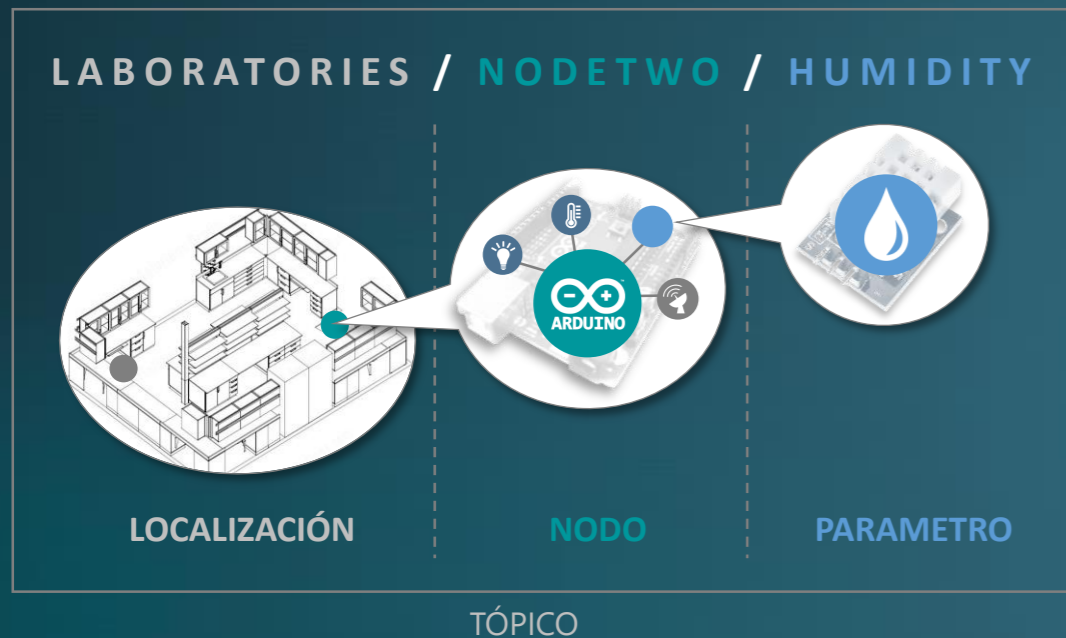 LABORATORIES / NODETWO / HUMIDITY
ARDUINO
LOCALIZACIÓN
NODO
PARAMETRO
TÓPICO